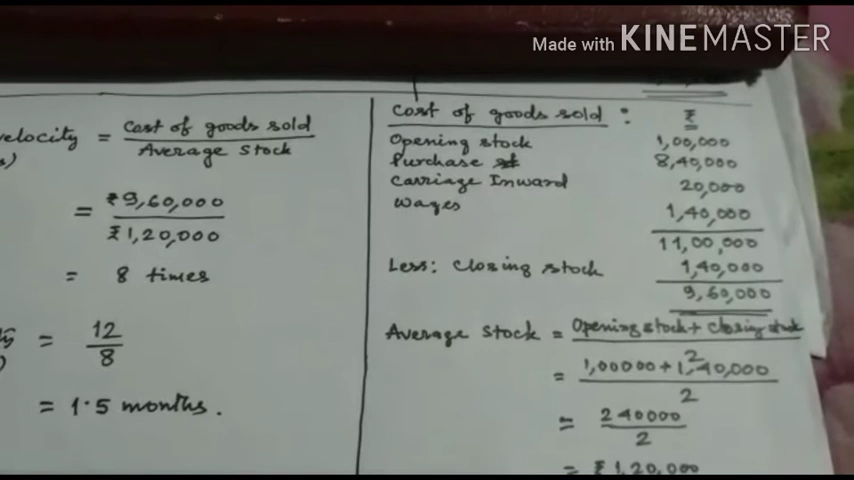 Made with KINEMASTER
velocity = Cost of goods sold
Average stock
s)
= ₹9,60,000
₹1,20,000
= 8 times
= 12
8
)
= 1.5 months.
Cost of goods sold : ₹
Opening stock 1,00,000
Purchase 8,40,000
Carriage Inward 20,000
Wages 1,40,000
11,00,000
Less: Closing stock 1,40,000
9,60,000
Average stock = Opening stock + closing stock
2
= 1,00000 + 1,40,000
2
= 240000
2
= ₹1,20,000